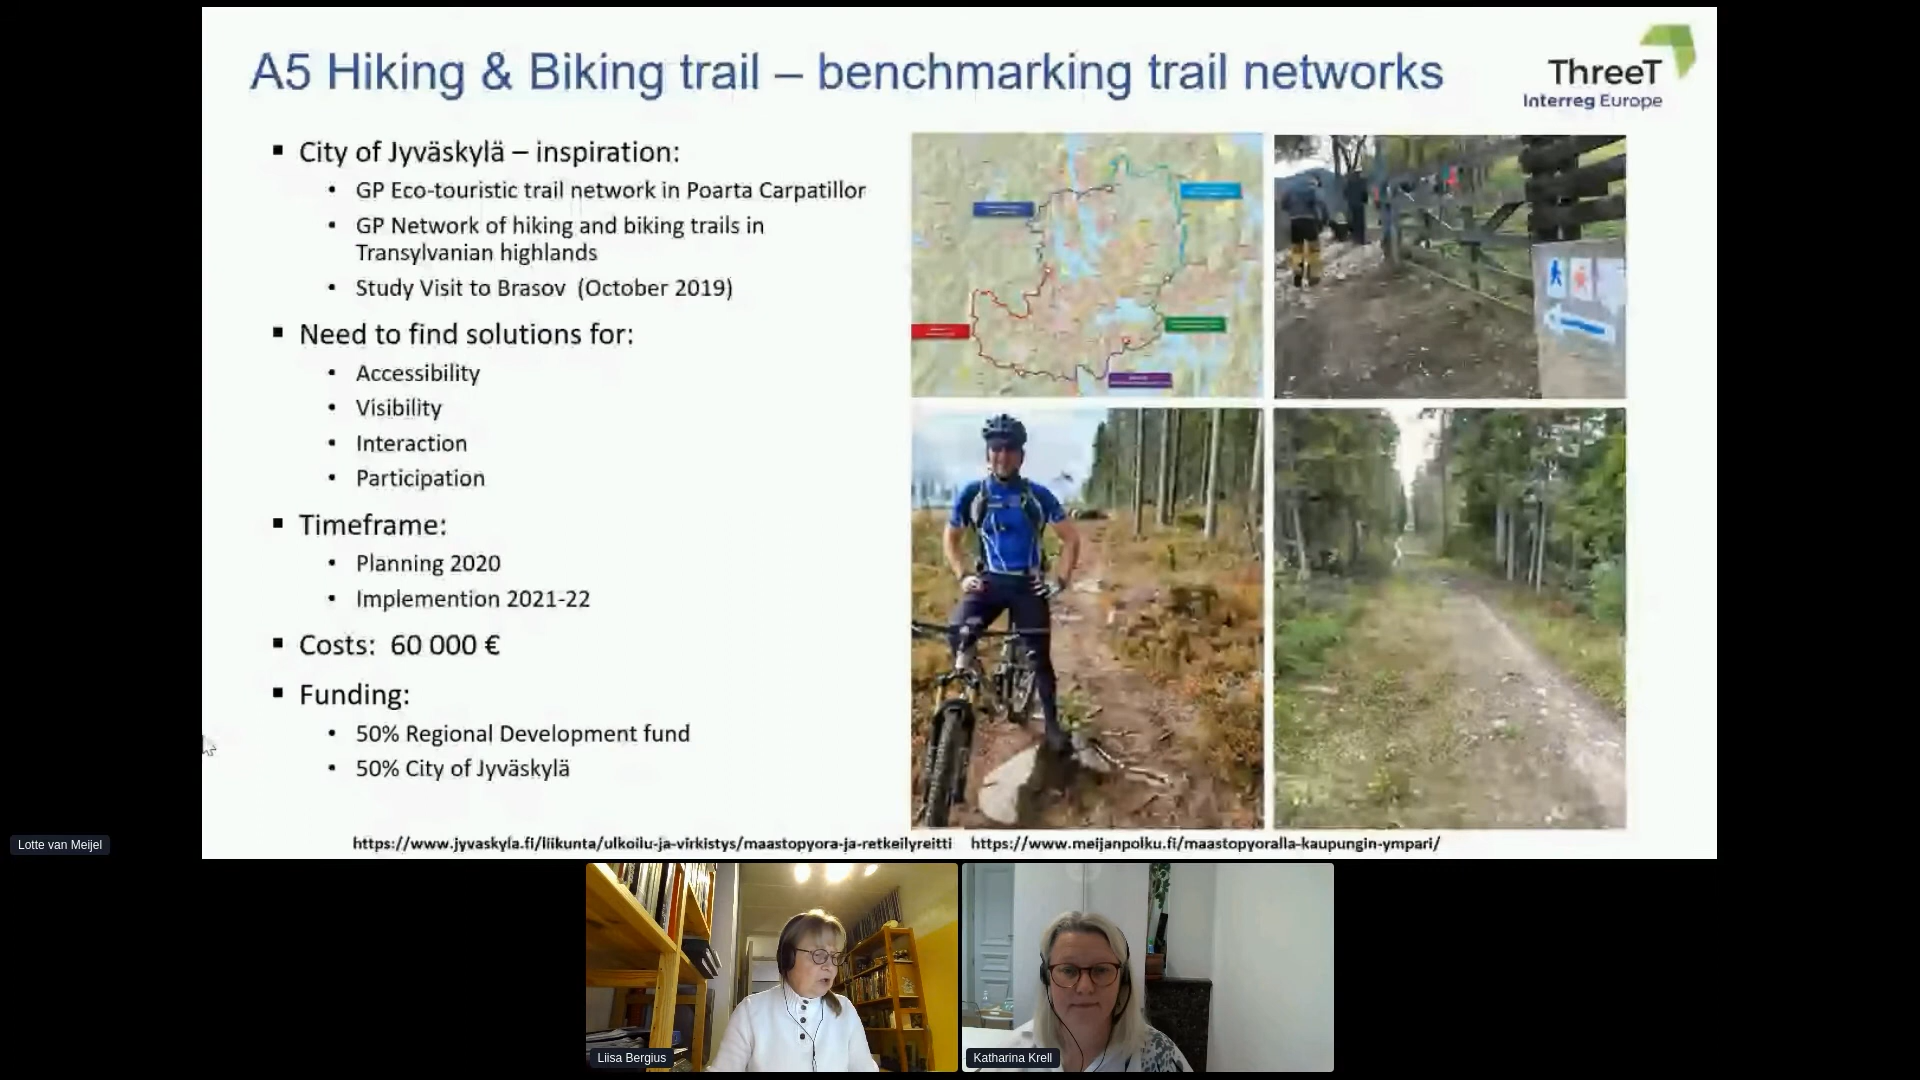 A5 Hiking & Biking trail – benchmarking trail networks
ThreeT
Interreg Europe
▪ City of Jyväskylä – inspiration:
• GP Eco-touristic trail network in Poarta Carpatillor
• GP Network of hiking and biking trails in
Transylvanian highlands
• Study Visit to Brasov (October 2019)
▪ Need to find solutions for:
• Accessibility
• Visibility
• Interaction
• Participation
▪ Timeframe:
• Planning 2020
• Implemention 2021-22
▪ Costs: 60 000 €
▪ Funding:
• 50% Regional Development fund
• 50% City of Jyväskylä
https://www.jyvaskyla.fi/liikunta/ulkoilu-ja-virkistys/maastopyora-ja-retkeilyreitti https://www.meijanpolku.fi/maastopyoralla-kaupungin-ympari/
Lotte van Meijel
Liisa Bergius
Katharina Krell